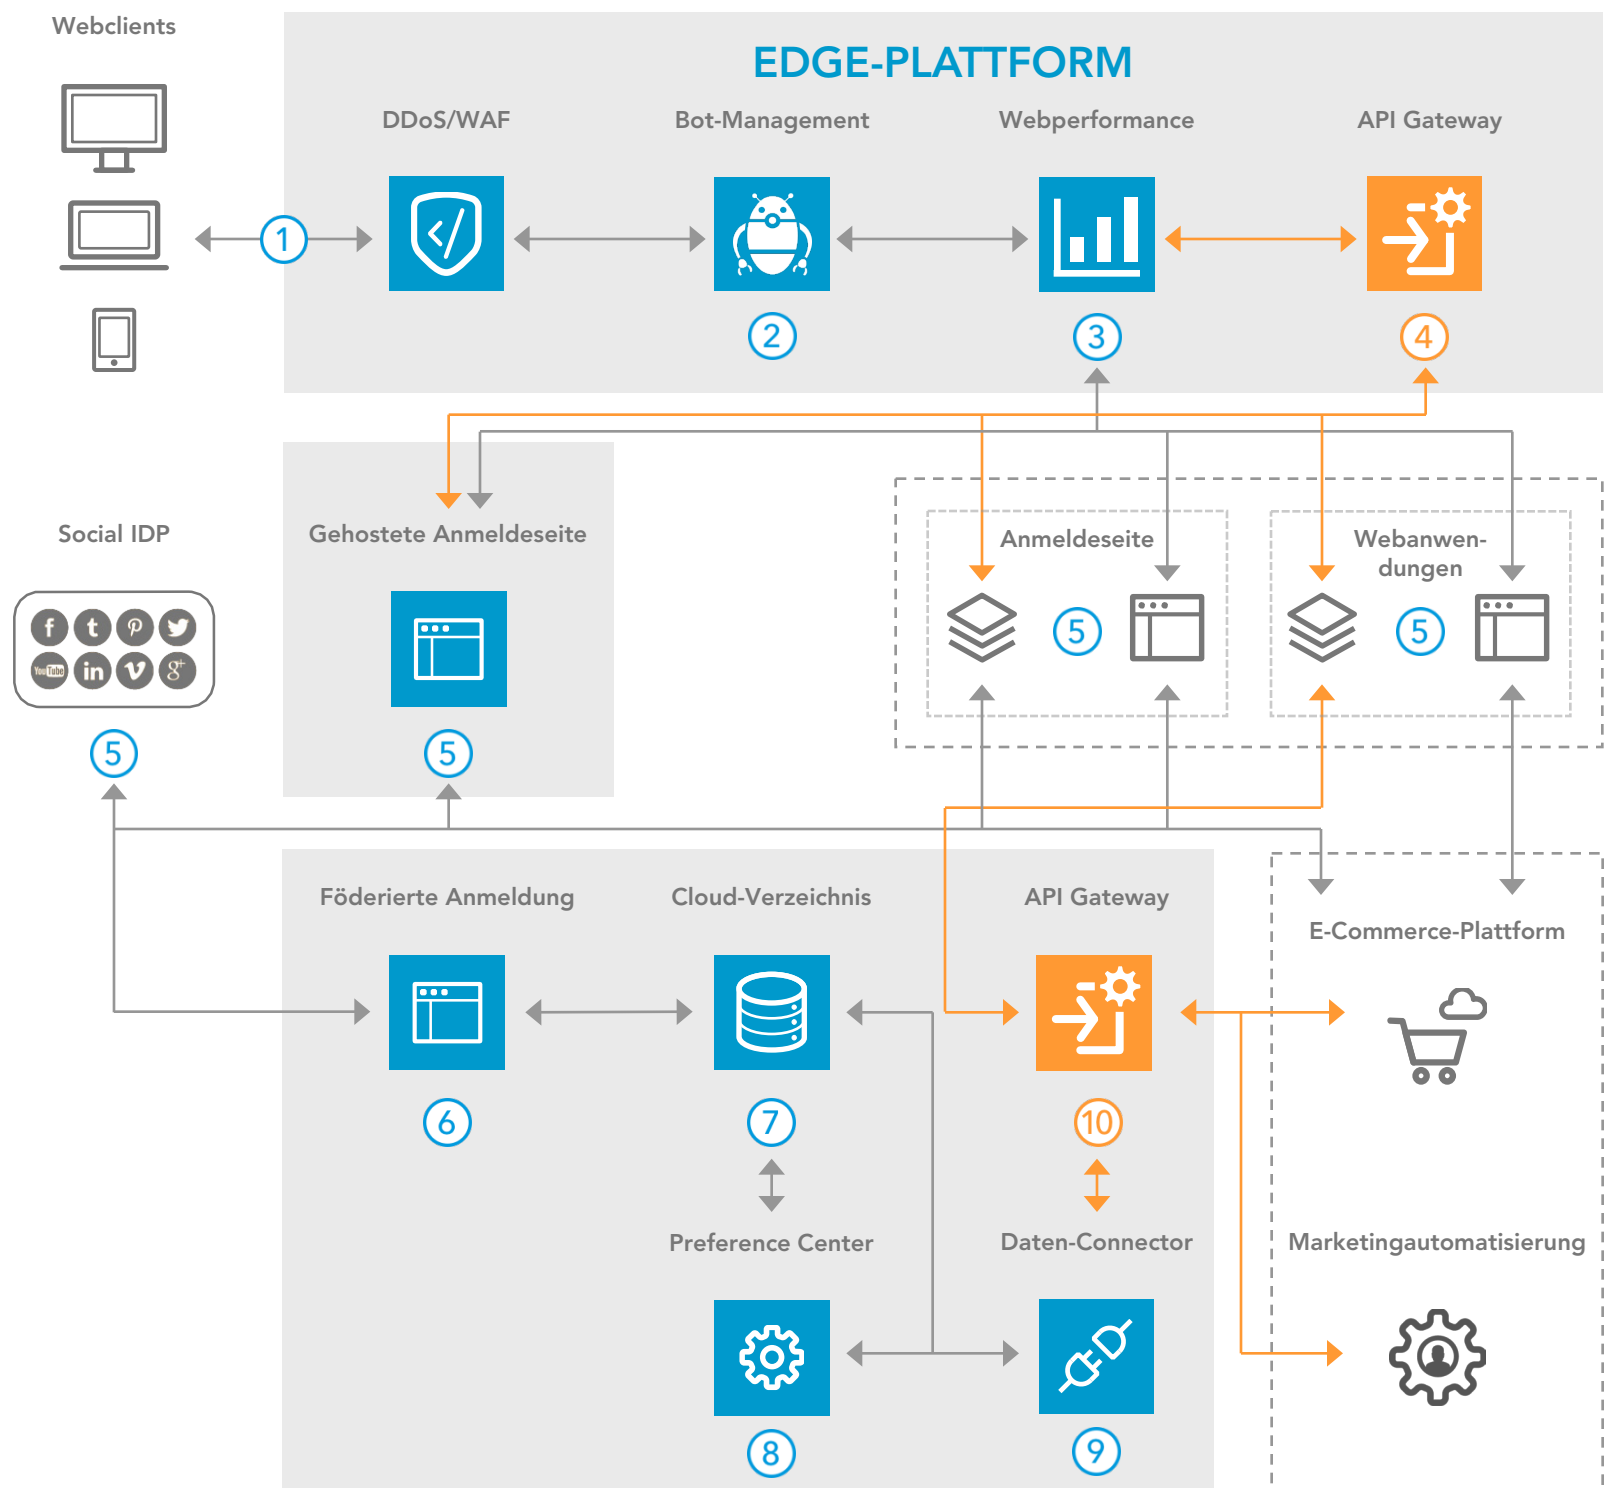 Webclients
EDGE-PLATTFORM
DDoS/WAF
Bot-Management
Webperformance
API Gateway
1
2
3
4
Social IDP
Gehostete Anmeldeseite
Anmeldeseite
Webanwen-
dungen
f
t
p
YouTube
in
v
g+
5
5
5
5
Föderierte Anmeldung
Cloud-Verzeichnis
API Gateway
E-Commerce-Plattform
6
7
10
Preference Center
Daten-Connector
Marketingautomatisierung
8
9